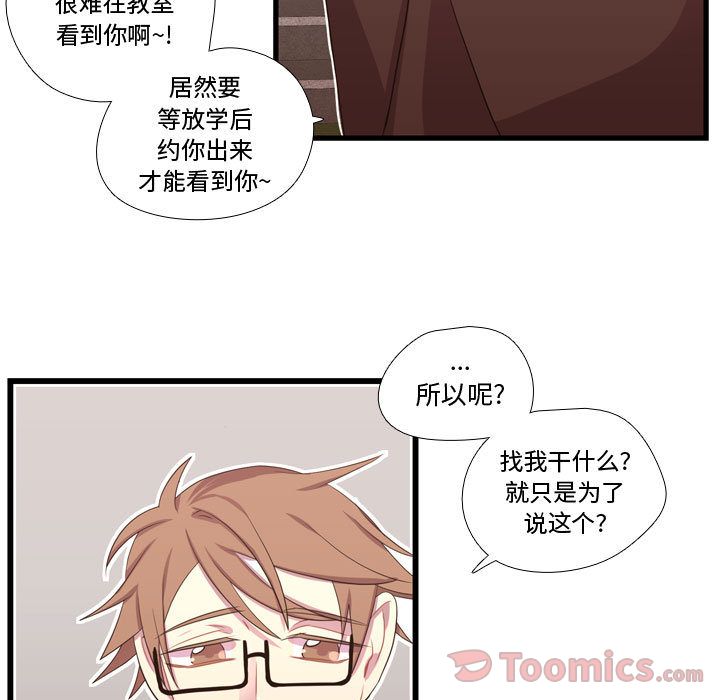 很难在教室
看到你啊~!
居然要
等放学后
约你出来
才能看到你~
...
所以呢?
找我干什么?
就只是为了
说这个?
Toomics.com